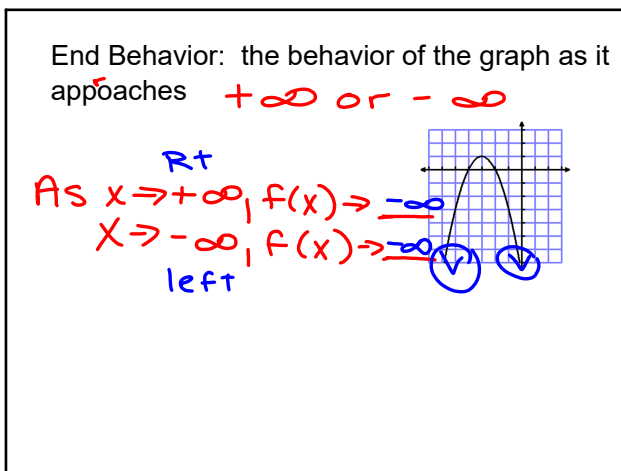 End Behavior:  the behavior of the graph as it
appoaches r + ∞ or - ∞
Rt
As x → + ∞, f(x) → -∞
x → - ∞, f(x) → -∞
left